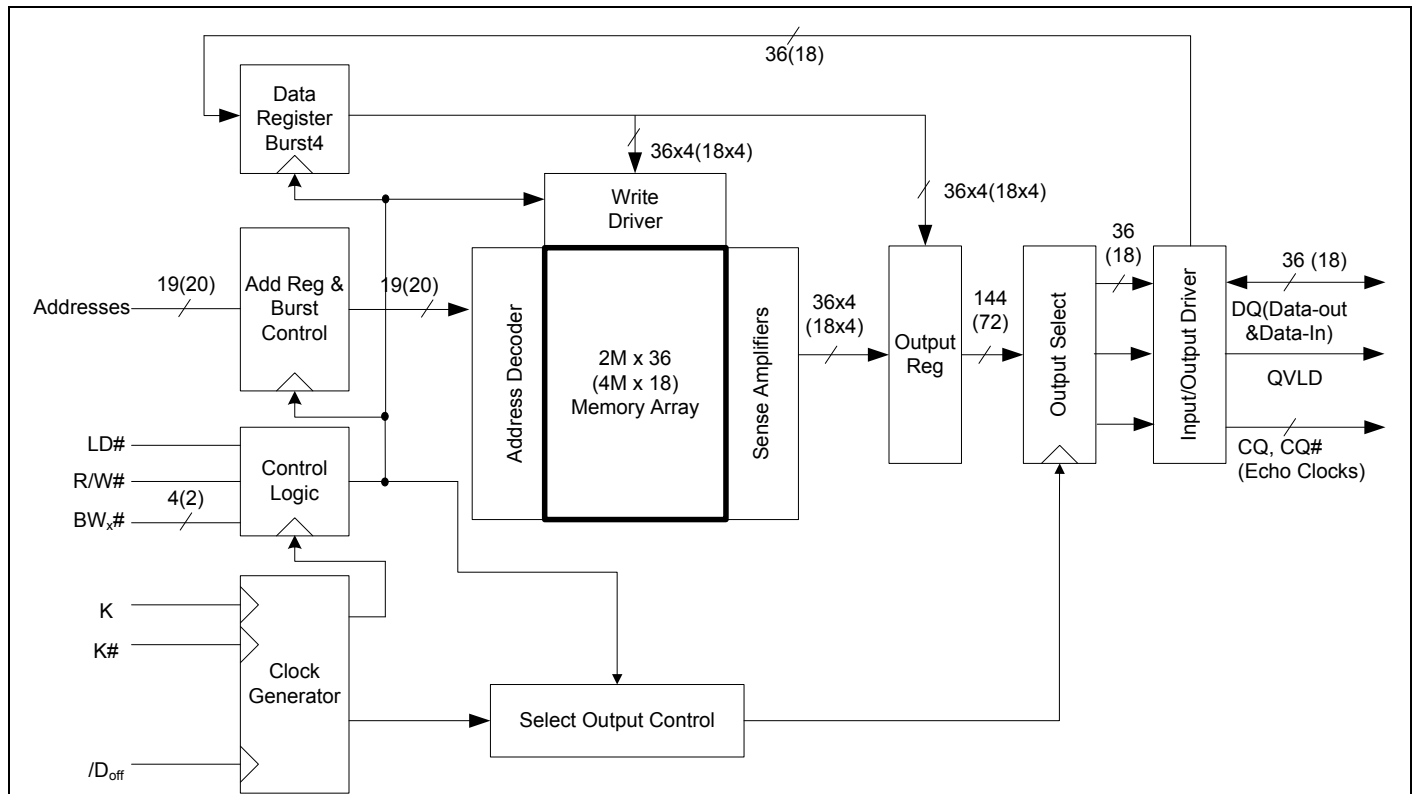 36(18)
Data
Register
Burst4
36x4(18x4)
36x4(18x4)
Write
Driver
Addresses
19(20)
Add Reg &
Burst
Control
19(20)
Address Decoder
2M x 36
(4M x 18)
Memory Array
Sense Amplifiers
36x4
(18x4)
Output
Reg
144
(72)
Output Select
36
(18)
Input/Output Driver
36 (18)
DQ(Data-out
&Data-In)
QVLD
CQ, CQ#
(Echo Clocks)
LD#
R/W#
BWx#
4(2)
Control
Logic
K
K#
/Doff
Clock
Generator
Select Output Control